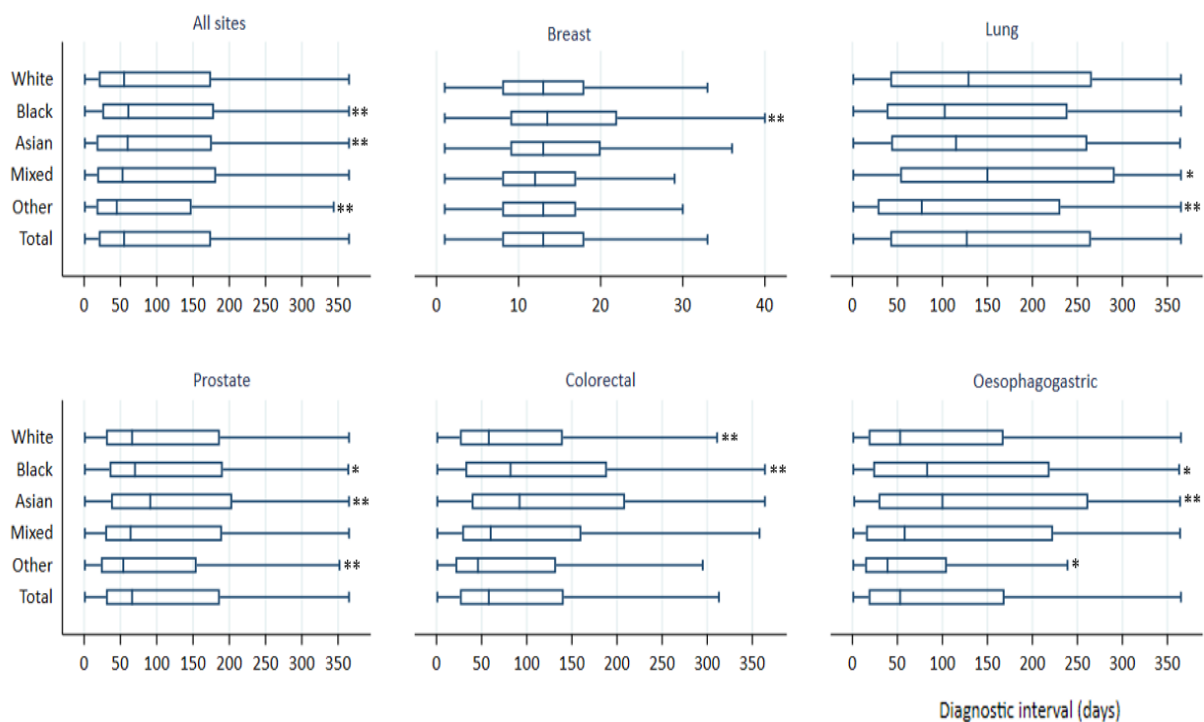 All sites
Breast
Lung
White
Black **
Asian **
Mixed
Other **
Total
0 50 100 150 200 250 300 350
**
0 10 20 30 40
*
**
0 50 100 150 200 250 300 350
Prostate
Colorectal
Oesophagogastric
White
Black *
Asian **
Mixed
Other **
Total
0 50 100 150 200 250 300 350
**
**
0 50 100 150 200 250 300 350
*
**
*
0 50 100 150 200 250 300 350
Diagnostic interval (days)